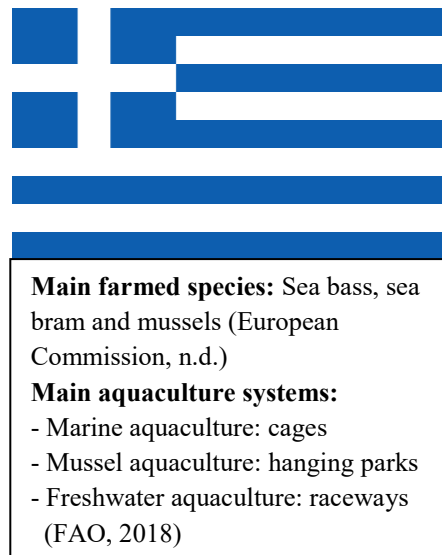 Main farmed species: Sea bass, sea
bram and mussels (European
Commission, n.d.)
Main aquaculture systems:
- Marine aquaculture: cages
- Mussel aquaculture: hanging parks
- Freshwater aquaculture: raceways
(FAO, 2018)